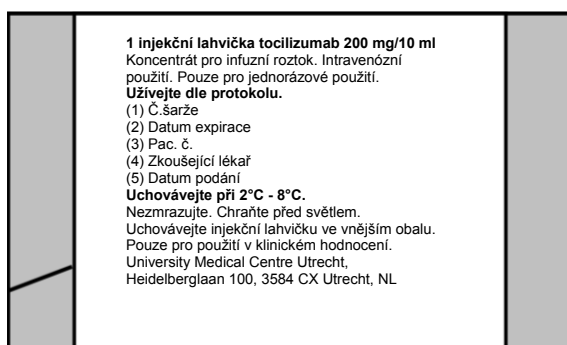 1 injekční lahvička tocilizumab 200 mg/10 ml
Koncentrát pro infuzní roztok. Intravenózní
použití. Pouze pro jednorázové použití.
Užívejte dle protokolu.
(1) Č.šarže
(2) Datum expirace
(3) Pac. č.
(4) Zkoušející lékař
(5) Datum podání
Uchovávejte při 2°C - 8°C.
Nezmrazujte. Chraňte před světlem.
Uchovávejte injekční lahvičku ve vnějším obalu.
Pouze pro použití v klinickém hodnocení.
University Medical Centre Utrecht,
Heidelberglaan 100, 3584 CX Utrecht, NL